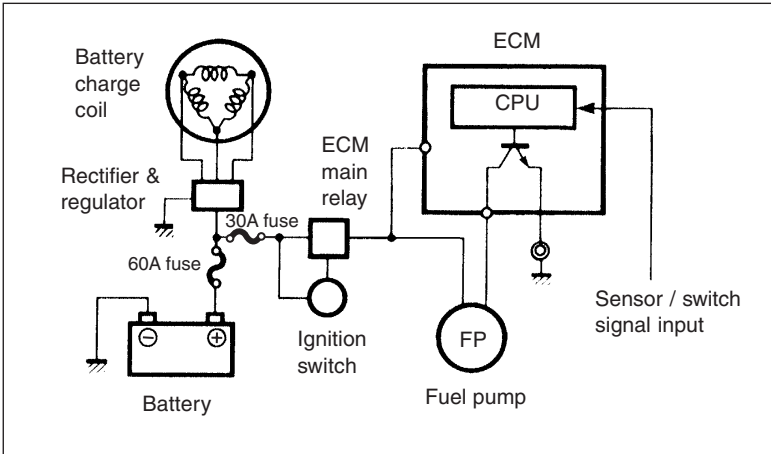 Battery
charge
coil
ECM
CPU
ECM
main
relay
Rectifier &
regulator
30A fuse
60A fuse
Sensor / switch
signal input
Ignition
switch
FP
Fuel pump
− +
Battery